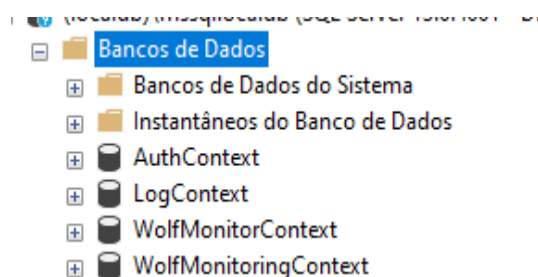 Bancos de Dados
Bancos de Dados do Sistema
Instantâneos do Banco de Dados
AuthContext
LogContext
WolfMonitorContext
WolfMonitoringContext